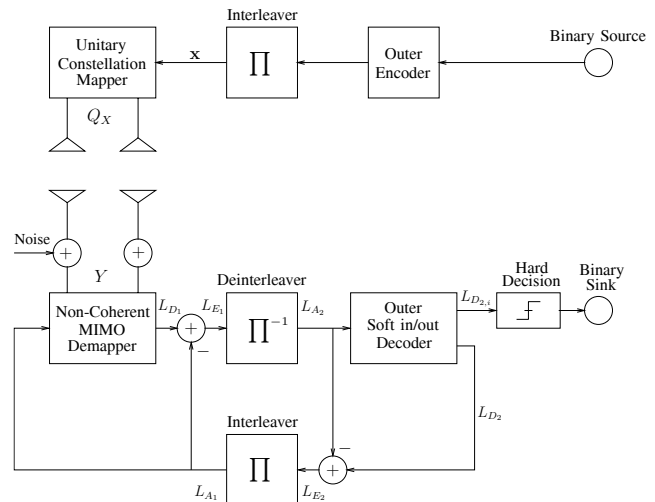 Interleaver
Unitary
Constellation
Mapper
x
∏
Outer
Encoder
Binary Source
Q_X
Noise
+
+
Y
Deinterleaver
Hard
Decision
Binary
Sink
Non-Coherent
MIMO
Demapper
L_{D_1}
+
−
L_{E_1}
∏^{-1}
L_{A_2}
Outer
Soft in/out
Decoder
L_{D_{2,i}}
L_{D_2}
Interleaver
∏
−
+
L_{A_1}
L_{E_2}